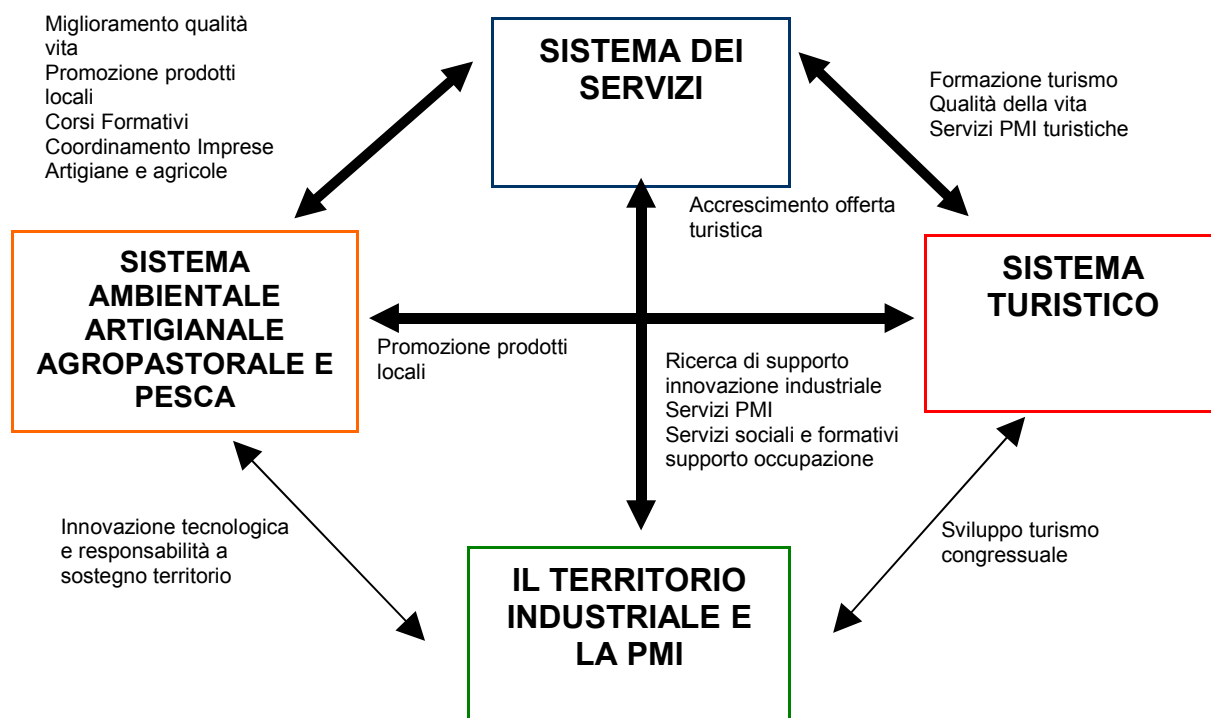 Miglioramento qualità
vita
Promozione prodotti
locali
Corsi Formativi
Coordinamento Imprese
Artigiane e agricole
SISTEMA DEI
SERVIZI
Formazione turismo
Qualità della vita
Servizi PMI turistiche
Accrescimento offerta
turistica
SISTEMA
AMBIENTALE
ARTIGIANALE
AGROPASTORALE E
PESCA
SISTEMA
TURISTICO
Promozione prodotti
locali
Ricerca di supporto
innovazione industriale
Servizi PMI
Servizi sociali e formativi
supporto occupazione
Innovazione tecnologica
e responsabilità a
sostegno territorio
Sviluppo turismo
congressuale
IL TERRITORIO
INDUSTRIALE E
LA PMI